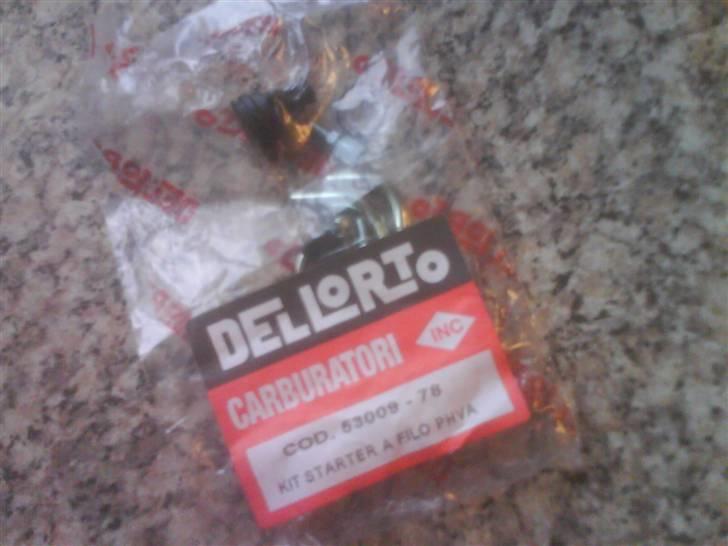 DELLORTO
CARBURATORI INC
COD. 53009 - 78
KIT STARTER A FILO PHVA